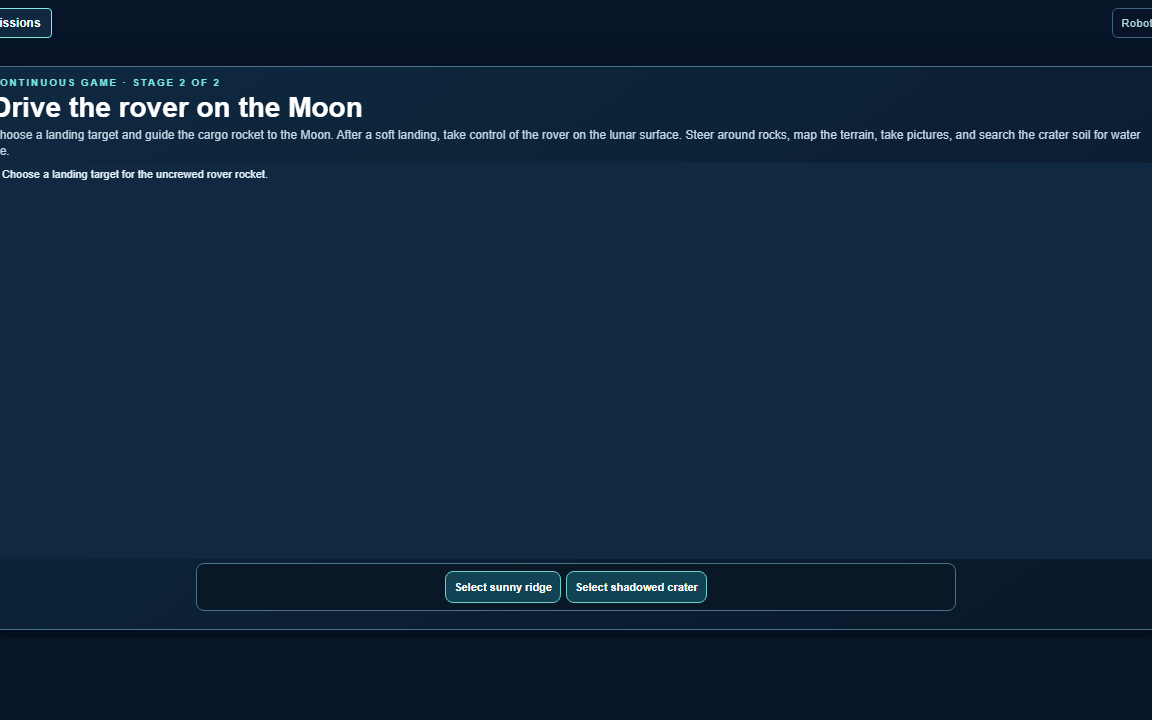 issions
Robot
ONTINUOUS GAME · STAGE 2 OF 2
Drive the rover on the Moon
hoose a landing target and guide the cargo rocket to the Moon. After a soft landing, take control of the rover on the lunar surface. Steer around rocks, map the terrain, take pictures, and search the crater soil for water
e.
Choose a landing target for the uncrewed rover rocket.
Select sunny ridge
Select shadowed crater